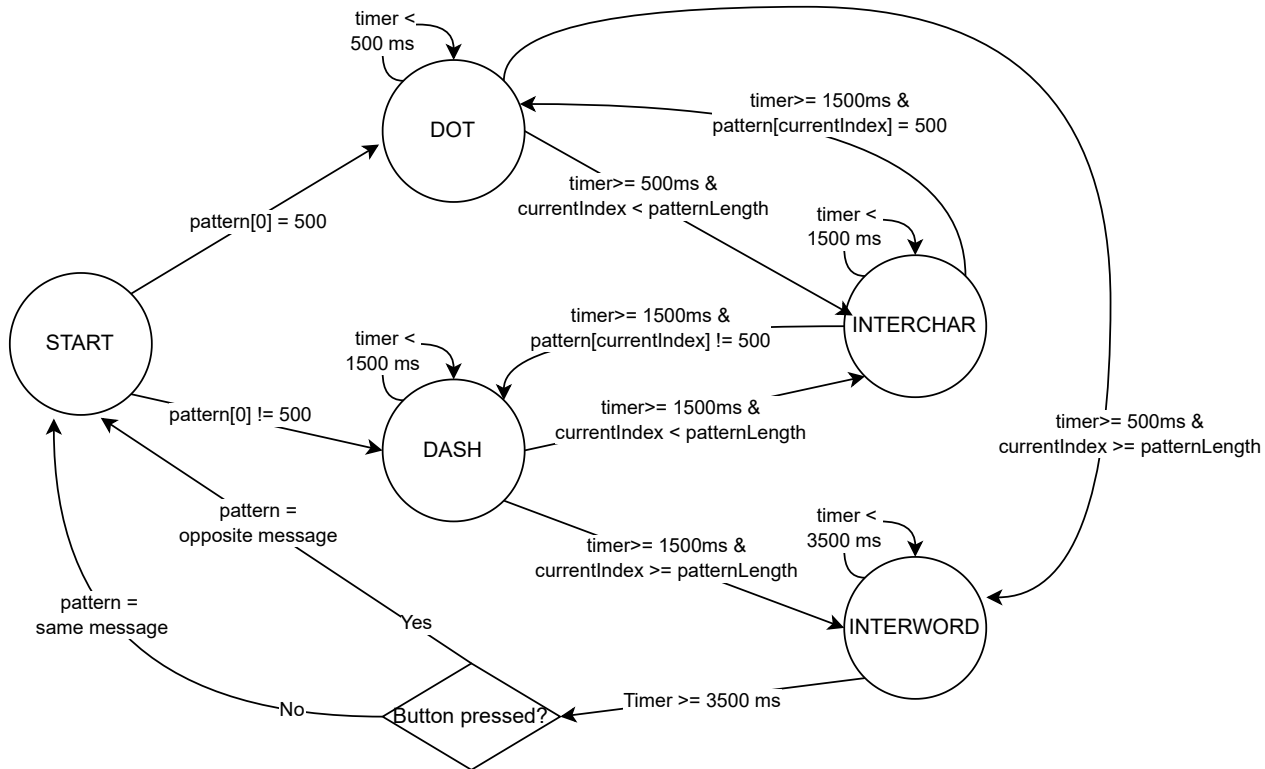 timer <
500 ms
DOT
timer>= 1500ms &
pattern[currentIndex] = 500
timer>= 500ms &
currentIndex < patternLength
pattern[0] = 500
timer <
1500 ms
INTERCHAR
START
timer>= 1500ms &
pattern[currentIndex] != 500
timer <
1500 ms
pattern[0] != 500
DASH
timer>= 1500ms &
currentIndex < patternLength
timer>= 500ms &
currentIndex >= patternLength
pattern =
opposite message
timer <
3500 ms
timer>= 1500ms &
currentIndex >= patternLength
pattern =
same message
Yes
INTERWORD
No
Button pressed?
Timer >= 3500 ms